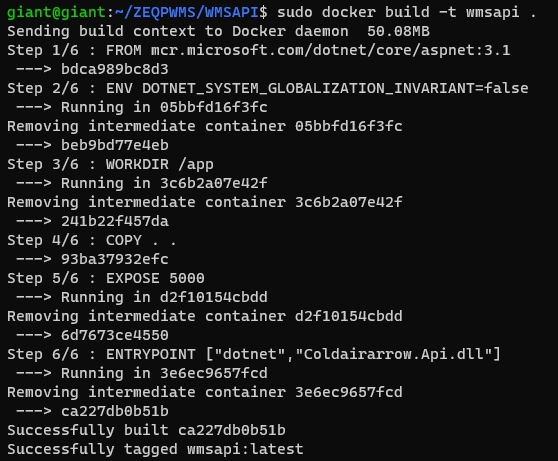 giant@giant:~/ZEQPWMS/WMSAPI$ sudo docker build -t wmsapi .
Sending build context to Docker daemon  50.08MB
Step 1/6 : FROM mcr.microsoft.com/dotnet/core/aspnet:3.1
 ---> bdca989bc8d3
Step 2/6 : ENV DOTNET_SYSTEM_GLOBALIZATION_INVARIANT=false
 ---> Running in 05bbfd16f3fc
Removing intermediate container 05bbfd16f3fc
 ---> beb9bd77e4eb
Step 3/6 : WORKDIR /app
 ---> Running in 3c6b2a07e42f
Removing intermediate container 3c6b2a07e42f
 ---> 241b22f457da
Step 4/6 : COPY . .
 ---> 93ba37932efc
Step 5/6 : EXPOSE 5000
 ---> Running in d2f10154cbdd
Removing intermediate container d2f10154cbdd
 ---> 6d7673ce4550
Step 6/6 : ENTRYPOINT ["dotnet","Coldairarrow.Api.dll"]
 ---> Running in 3e6ec9657fcd
Removing intermediate container 3e6ec9657fcd
 ---> ca227db0b51b
Successfully built ca227db0b51b
Successfully tagged wmsapi:latest